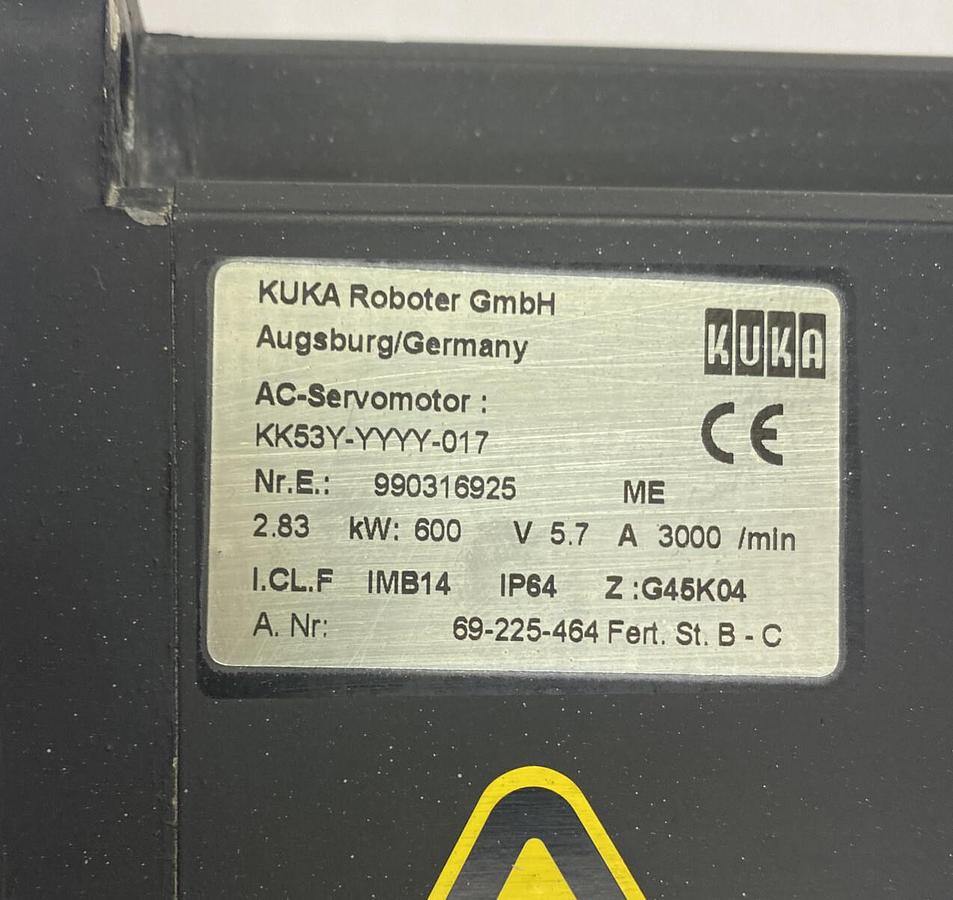 KUKA Roboter GmbH
Augsburg/Germany
KUKA
CE
AC-Servomotor :
KK53Y-YYYY-017
Nr.E.: 990316925 ME
2.83 kW: 600 V 5.7 A 3000 /min
I.CL.F IMB14 IP64 Z :G45K04
A. Nr: 69-225-464 Fert. St. B - C